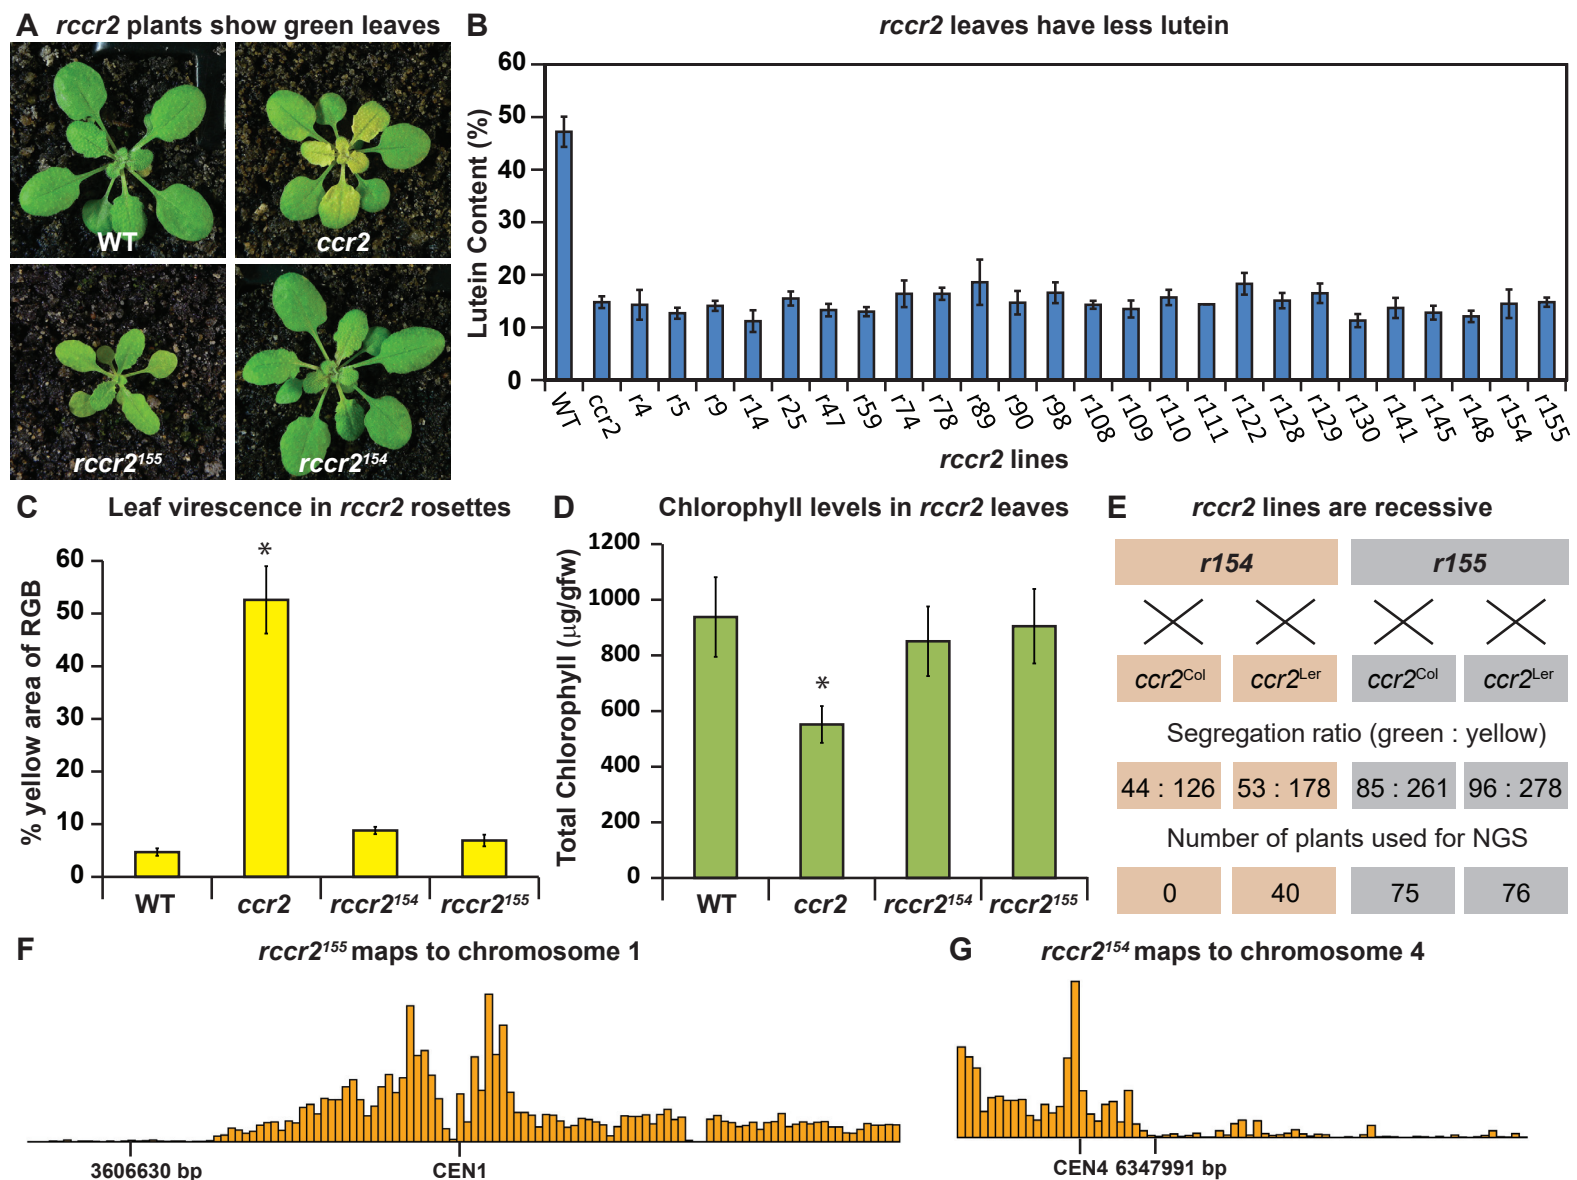 A rccr2 plants show green leaves
WT
ccr2
rccr2155
rccr2154
B rccr2 leaves have less lutein
Lutein Content (%)
60
50
40
30
20
10
0
WT ccr2 r4 r5 r9 r14 r25 r47 r59 r74 r78 r89 r90 r98 r108 r109 r110 r111 r122 r128 r129 r130 r141 r145 r148 r154 r155
rccr2 lines
C Leaf virescence in rccr2 rosettes
% yellow area of RGB
60
50
40
30
20
10
0
*
WT ccr2 rccr2154 rccr2155
D Chlorophyll levels in rccr2 leaves
Total Chlorophyll (µg/gfw)
1200
1000
800
600
400
200
0
*
WT ccr2 rccr2154 rccr2155
E rccr2 lines are recessive
r154 r155
ccr2Col ccr2Ler ccr2Col ccr2Ler
Segregation ratio (green : yellow)
44 : 126 53 : 178 85 : 261 96 : 278
Number of plants used for NGS
0 40 75 76
F rccr2155 maps to chromosome 1
3606630 bp CEN1
G rccr2154 maps to chromosome 4
CEN4 6347991 bp